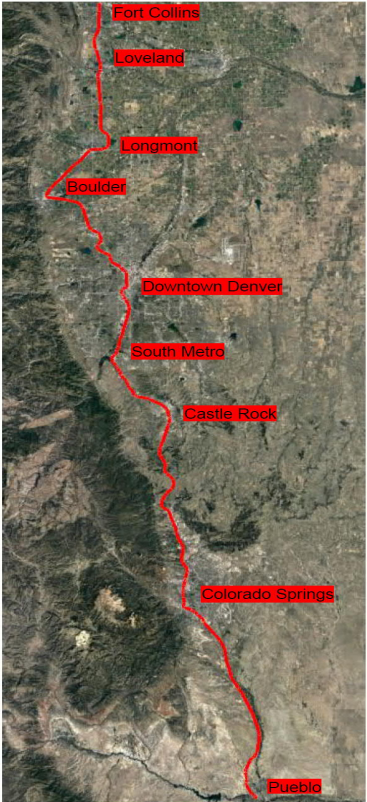 Fort Collins
Loveland
Longmont
Boulder
Downtown Denver
South Metro
Castle Rock
Colorado Springs
Pueblo